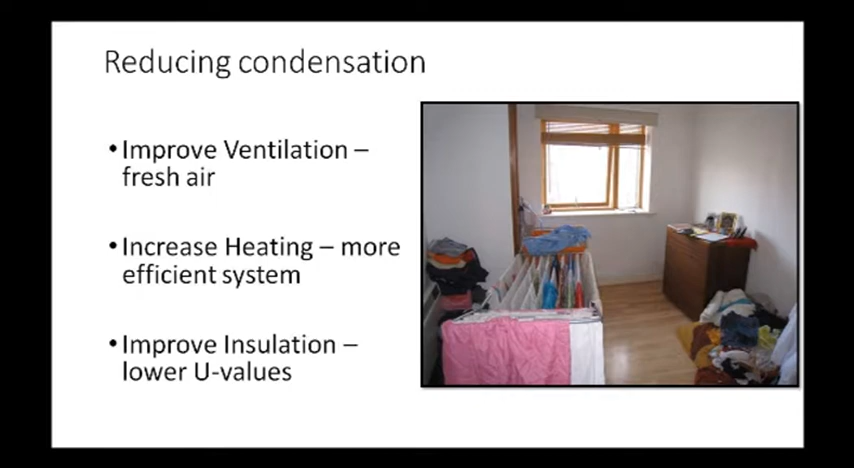 Reducing condensation
•Improve Ventilation –
fresh air
•Increase Heating – more
efficient system
•Improve Insulation –
lower U-values